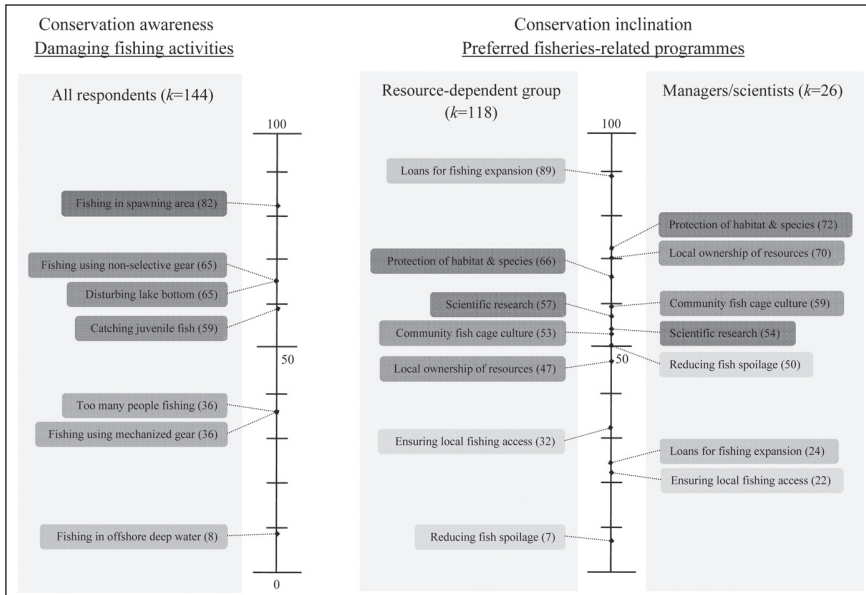 Conservation awareness
Damaging fishing activities
All respondents (k=144)
100
Fishing in spawning area (82)
Fishing using non-selective gear (65)
Disturbing lake bottom (65)
Catching juvenile fish (59)
50
Too many people fishing (36)
Fishing using mechanized gear (36)
Fishing in offshore deep water (8)
0
Conservation inclination
Preferred fisheries-related programmes
Resource-dependent group
(k=118)
100
Loans for fishing expansion (89)
Protection of habitat & species (66)
Scientific research (57)
Community fish cage culture (53)
Local ownership of resources (47)
50
Ensuring local fishing access (32)
Reducing fish spoilage (7)
Managers/scientists (k=26)
Protection of habitat & species (72)
Local ownership of resources (70)
Community fish cage culture (59)
Scientific research (54)
Reducing fish spoilage (50)
Loans for fishing expansion (24)
Ensuring local fishing access (22)